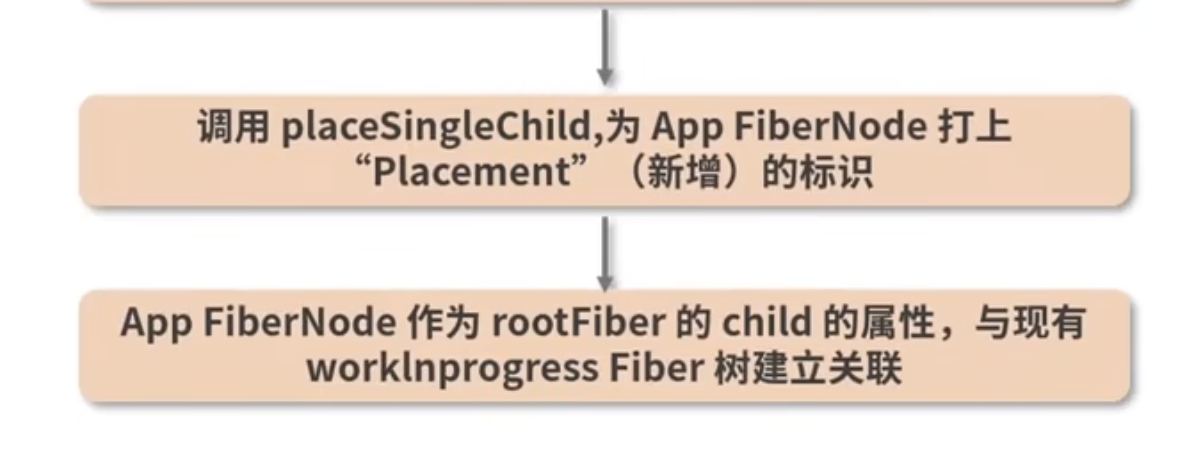 调用 placeSingleChild,为 App FiberNode 打上
“Placement”（新增）的标识
App FiberNode 作为 rootFiber 的 child 的属性，与现有
worklnprogress Fiber 树建立关联